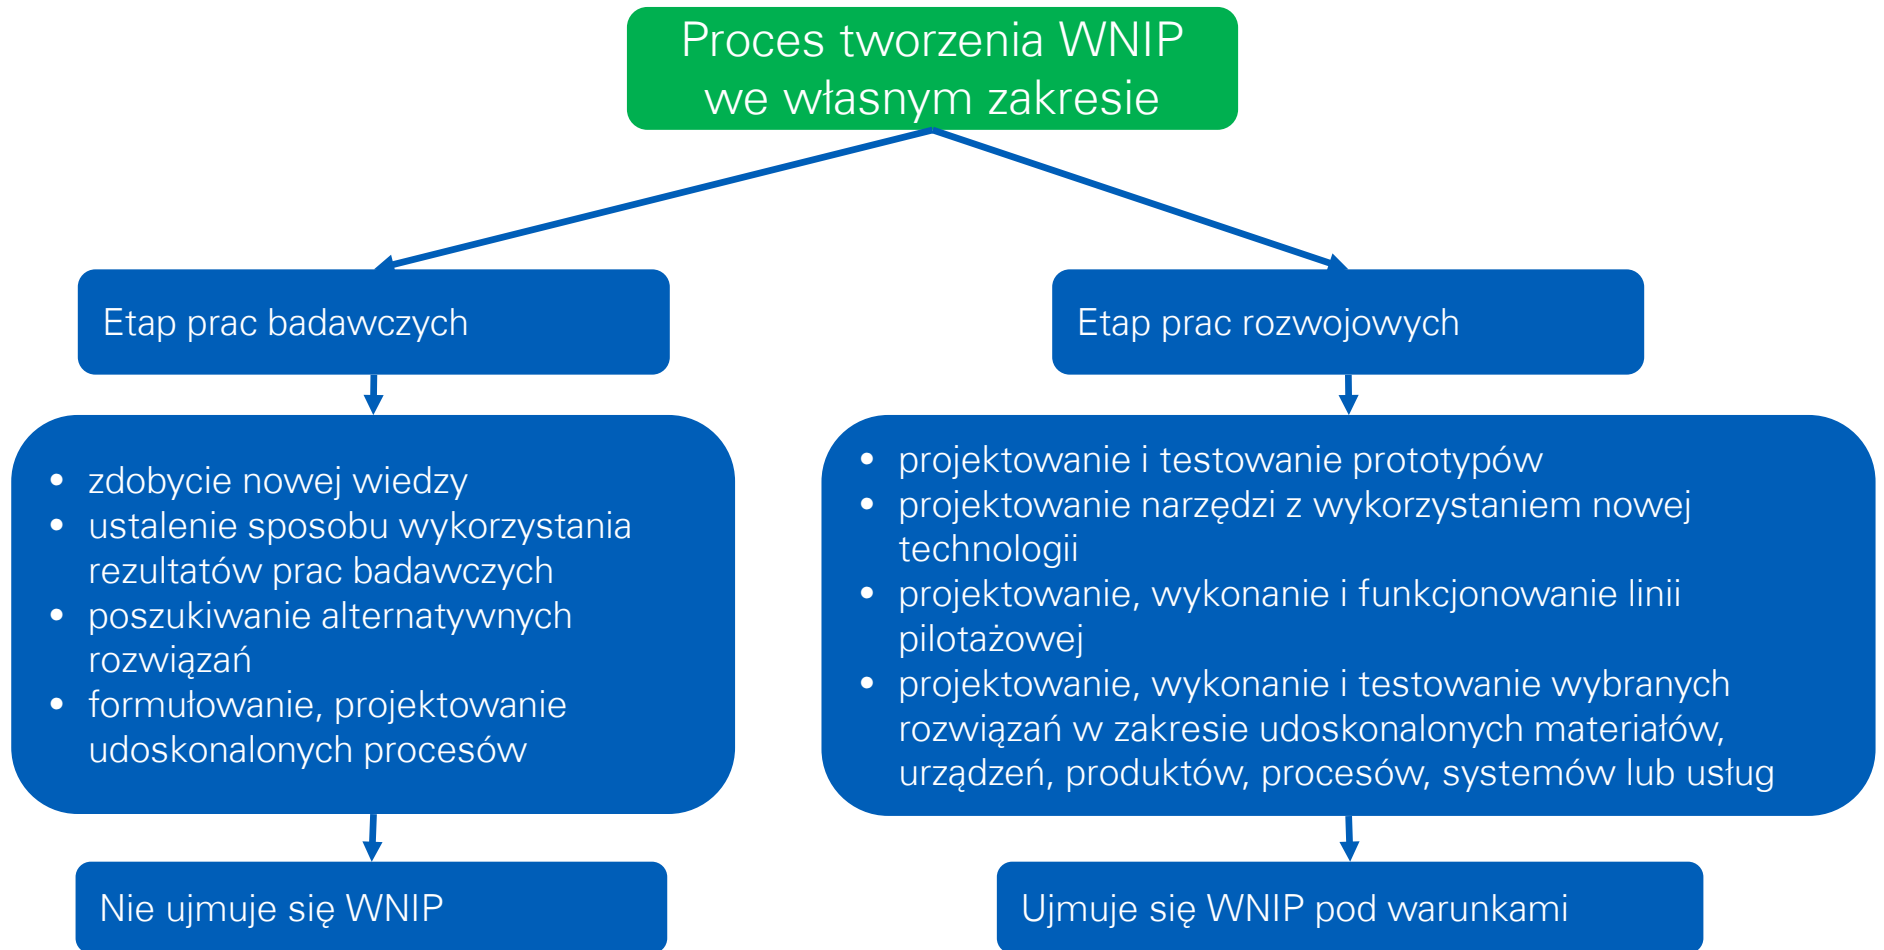 Proces tworzenia WNIP
we własnym zakresie
Etap prac badawczych
Etap prac rozwojowych
• zdobycie nowej wiedzy
• ustalenie sposobu wykorzystania
rezultatów prac badawczych
• poszukiwanie alternatywnych
rozwiązań
• formułowanie, projektowanie
udoskonalonych procesów
• projektowanie i testowanie prototypów
• projektowanie narzędzi z wykorzystaniem nowej
technologii
• projektowanie, wykonanie i funkcjonowanie linii
pilotażowej
• projektowanie, wykonanie i testowanie wybranych
rozwiązań w zakresie udoskonalonych materiałów,
urządzeń, produktów, procesów, systemów lub usług
Nie ujmuje się WNIP
Ujmuje się WNIP pod warunkami